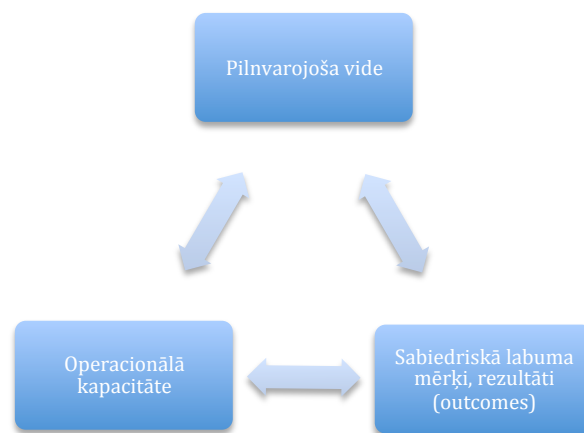 Pilnvarojoša vide
Operacionālā
kapacitāte
Sabiedriskā labuma
mērķi, rezultāti
(outcomes)